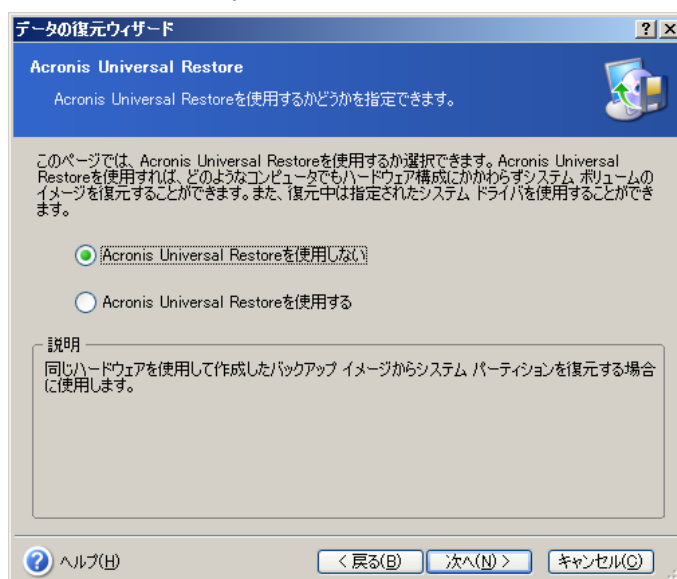 データの復元ウィザード
Acronis Universal Restore
Acronis Universal Restoreを使用するかどうかを指定できます。
このページでは、Acronis Universal Restoreを使用するか選択できます。Acronis Universal
Restoreを使用すれば、どのようなコンピュータでもハードウェア構成にかかわらずシステム ボリュームの
イメージを復元することができます。また、復元中は指定されたシステム ドライバを使用することができ
ます。
Acronis Universal Restoreを使用しない
Acronis Universal Restoreを使用する
説明
同じハードウェアを使用して作成したバックアップ イメージからシステム パーティションを復元する場合
に使用します。
ヘルプ(H)
< 戻る(B)
次へ(N) >
キャンセル(C)